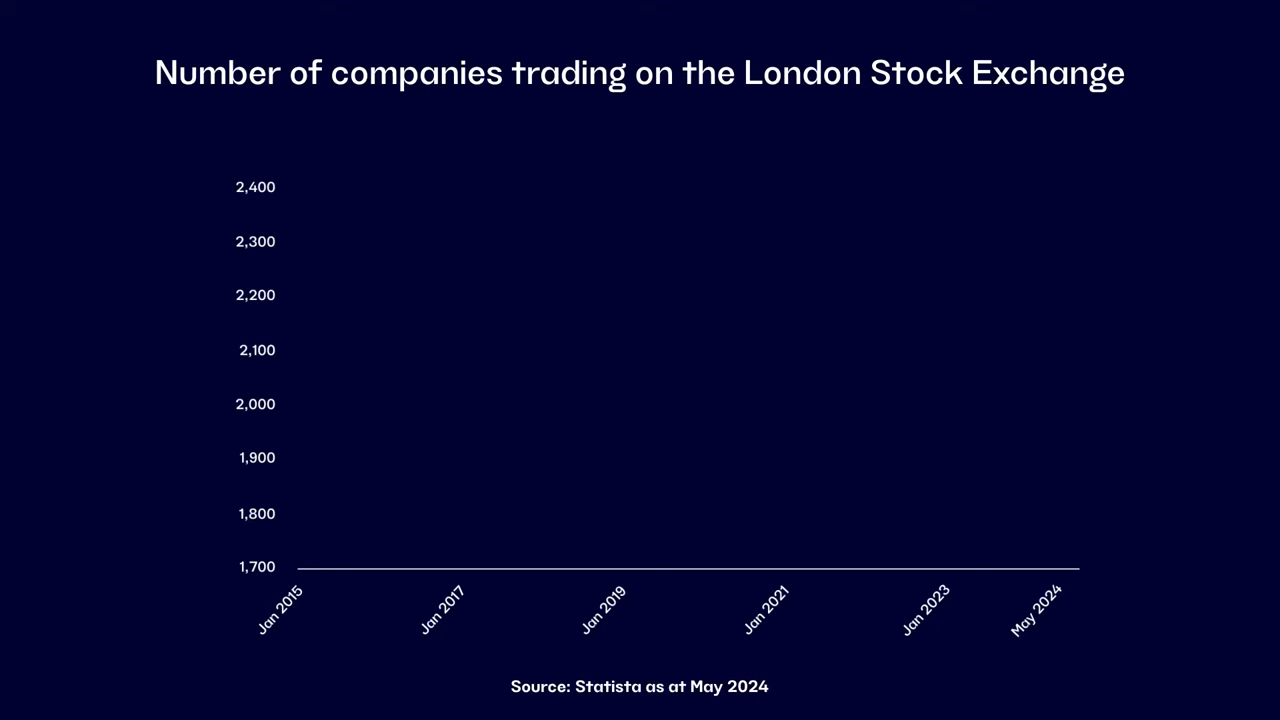 Number of companies trading on the London Stock Exchange
2,400
2,300
2,200
2,100
2,000
1,900
1,800
1,700
Jan 2015
Jan 2017
Jan 2019
Jan 2021
Jan 2023
May 2024
Source: Statista as at May 2024